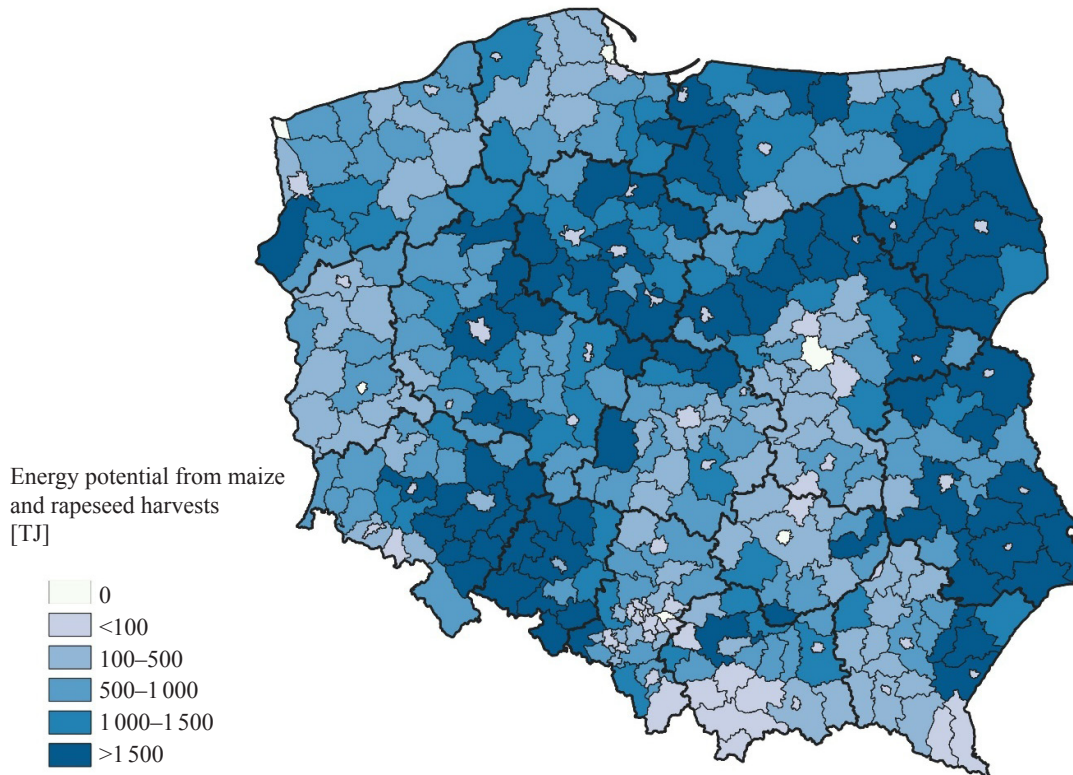 Energy potential from maize
and rapeseed harvests
[TJ]
0
<100
100–500
500–1 000
1 000–1 500
>1 500